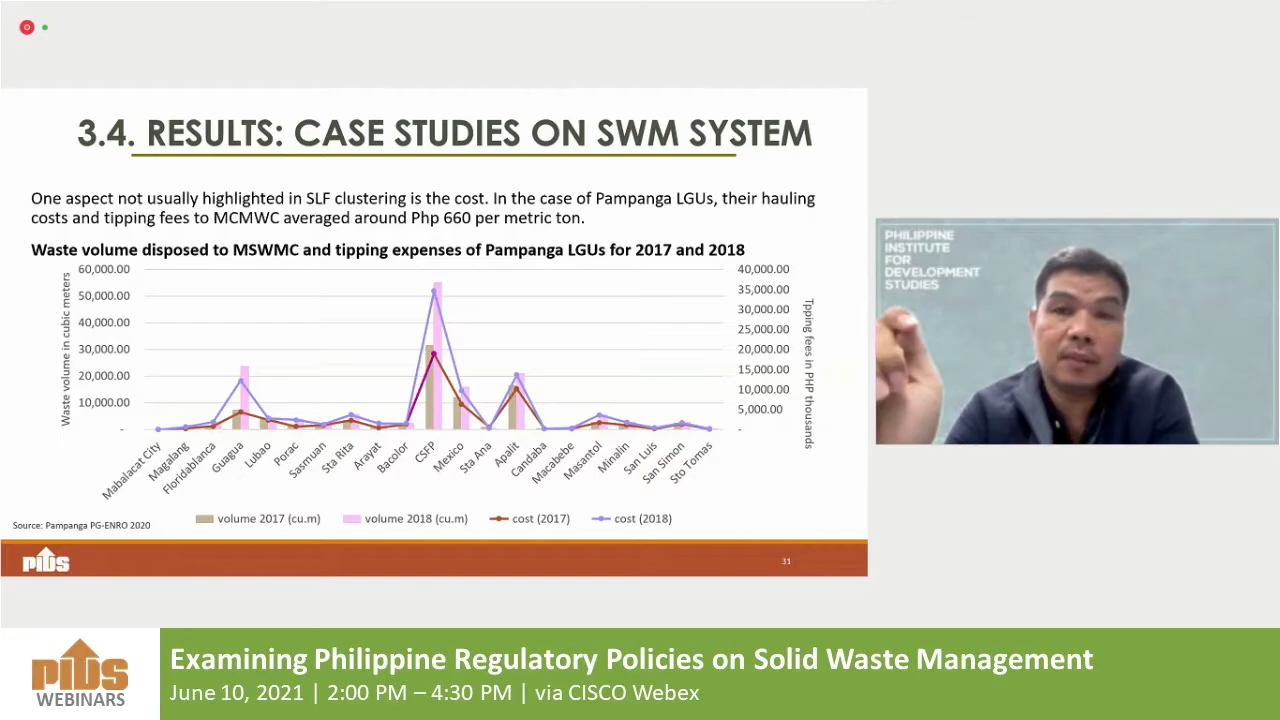 3.4. RESULTS: CASE STUDIES ON SWM SYSTEM
One aspect not usually highlighted in SLF clustering is the cost. In the case of Pampanga LGUs, their hauling
costs and tipping fees to MCMWC averaged around Php 660 per metric ton.
Waste volume disposed to MSWMC and tipping expenses of Pampanga LGUs for 2017 and 2018
Waste volume in cubic meters
60,000.00
50,000.00
40,000.00
30,000.00
20,000.00
10,000.00
-
40,000.00
35,000.00
30,000.00
25,000.00
20,000.00
15,000.00
10,000.00
5,000.00
-
Tpping fees in PHP thousands
Mabalacat City
Magalang
Floridablanca
Guagua
Lubao
Porac
Sasmuan
Sta Rita
Arayat
Bacolor
CSFP
Mexico
Sta Ana
Apalit
Candaba
Macabebe
Masantol
Minalin
San Luis
San Simon
Sto Tomas
volume 2017 (cu.m)
volume 2018 (cu.m)
cost (2017)
cost (2018)
Source: Pampanga PG-ENRO 2020
PIDS
31
PHILIPPINE
INSTITUTE
FOR
DEVELOPMENT
STUDIES
PIDS
WEBINARS
Examining Philippine Regulatory Policies on Solid Waste Management
June 10, 2021 | 2:00 PM – 4:30 PM | via CISCO Webex